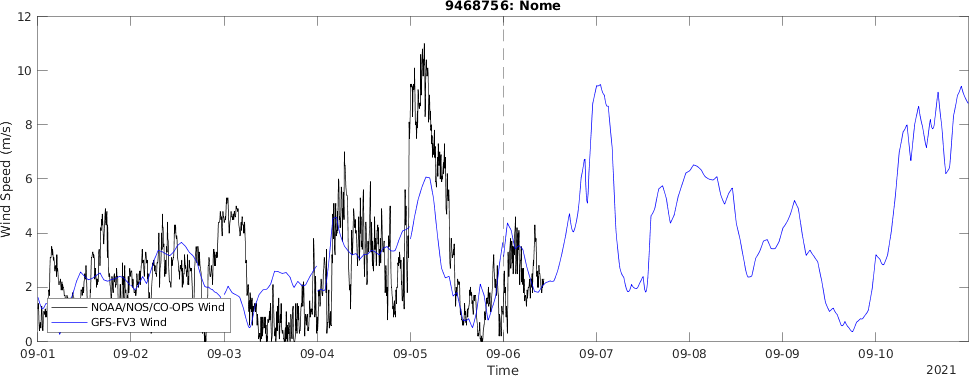 9468756: Nome
Wind Speed (m/s)
12
10
8
6
4
2
0
NOAA/NOS/CO-OPS Wind
GFS-FV3 Wind
09-01 09-02 09-03 09-04 09-05 09-06 09-07 09-08 09-09 09-10
Time
2021